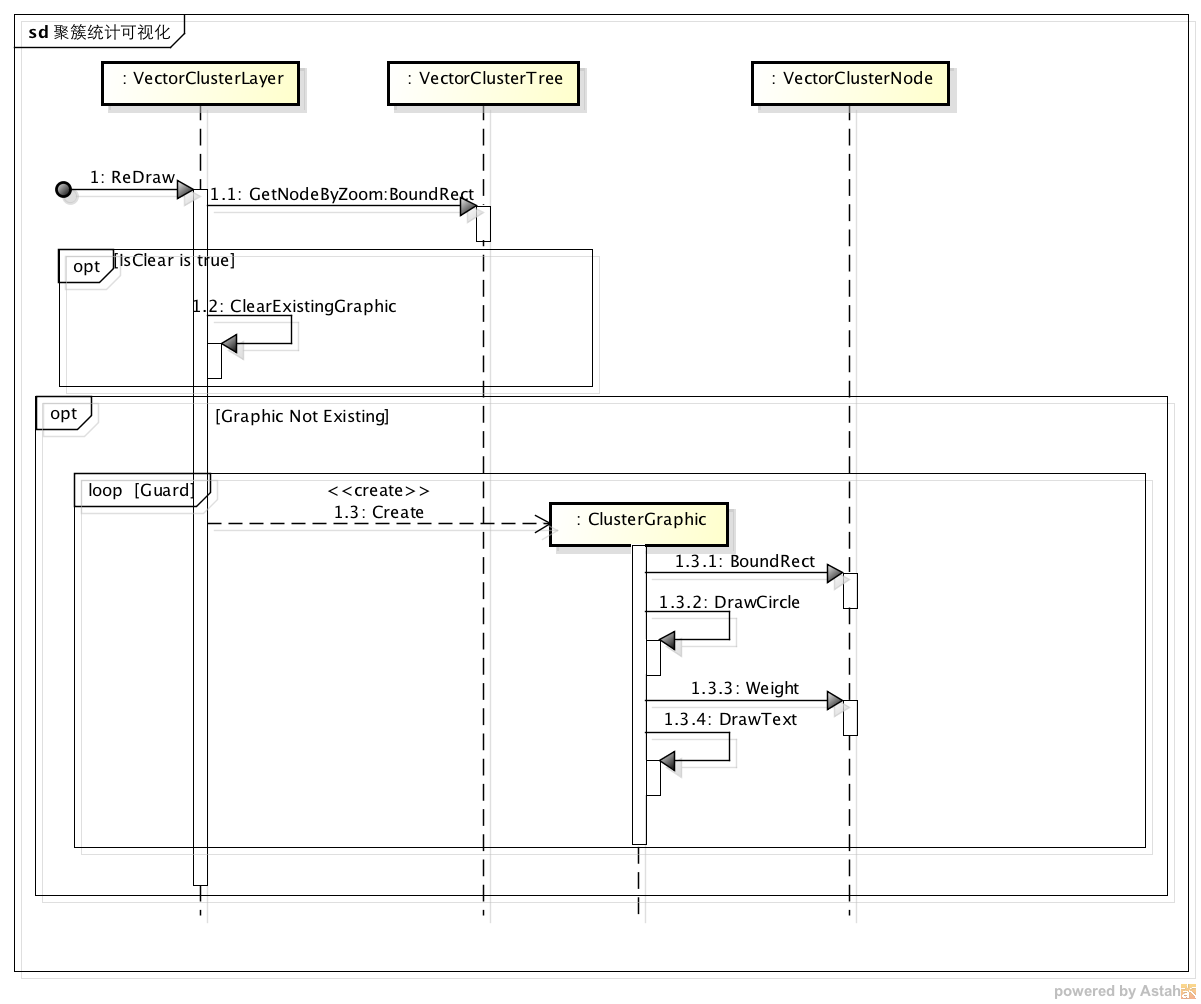 sd 聚簇统计可视化
: VectorClusterLayer
: VectorClusterTree
: VectorClusterNode
1: ReDraw
1.1: GetNodeByZoom:BoundRect
opt [IsClear is true]
1.2: ClearExistingGraphic
opt [Graphic Not Existing]
loop [Guard]
<<create>>
1.3: Create
: ClusterGraphic
1.3.1: BoundRect
1.3.2: DrawCircle
1.3.3: Weight
1.3.4: DrawText
powered by Astah